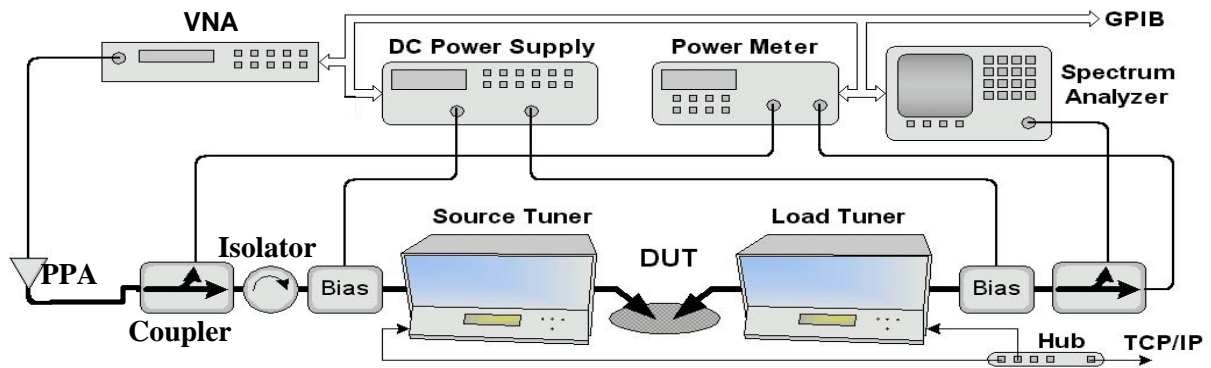 VNA
GPIB
DC Power Supply
Power Meter
Spectrum
Analyzer
Source Tuner
Load Tuner
Isolator
DUT
PPA
Bias
Bias
Coupler
Hub
TCP/IP